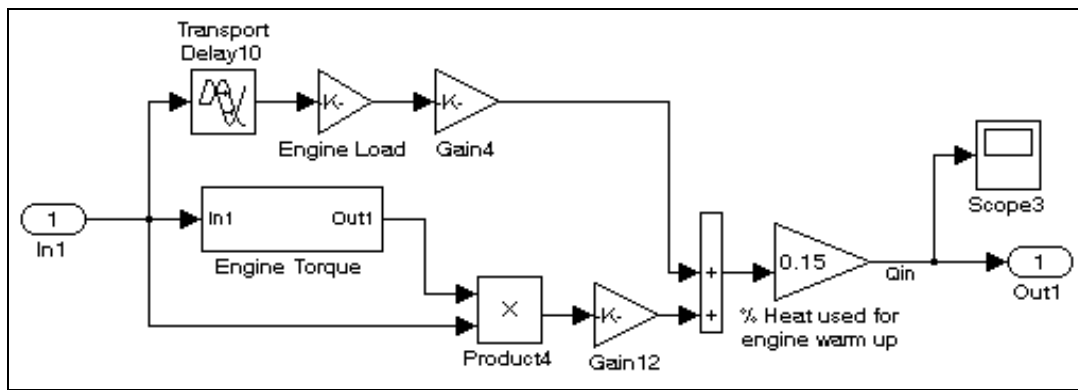 Transport
Delay10
-K-
Engine Load
-K-
Gain4
1
In1
In1
Out1
Engine Torque
×
Product4
-K-
Gain12
+
+
0.15
% Heat used for
engine warm up
Qin
Scope3
1
Out1